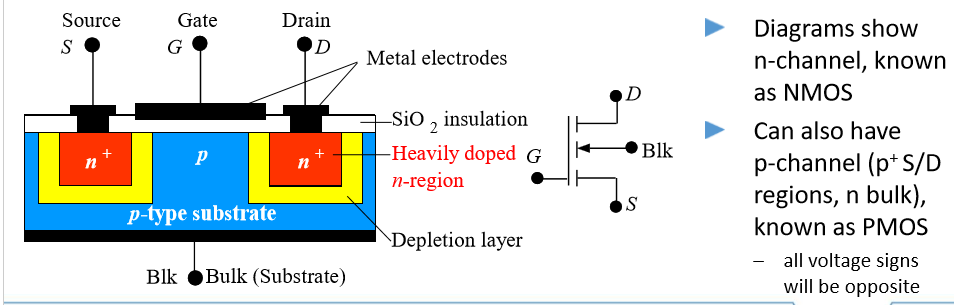 Source
S
Gate
G
Drain
D
Metal electrodes
SiO 2 insulation
n +
p
n +
Heavily doped
n-region
p-type substrate
Depletion layer
Blk
Bulk (Substrate)
D
G
Blk
S
Diagrams show
n-channel, known
as NMOS
Can also have
p-channel (p+ S/D
regions, n bulk),
known as PMOS
– all voltage signs
will be opposite